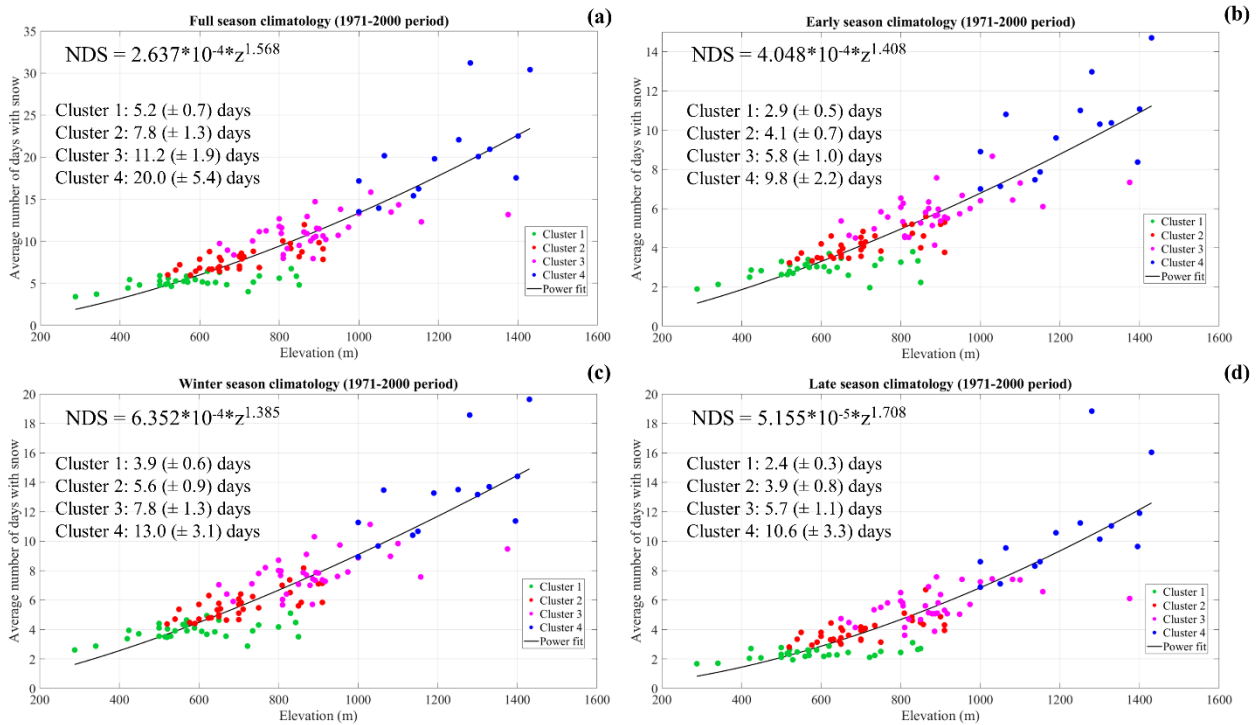 Full season climatology (1971-2000 period)
(a)
NDS = 2.637*10-4*z1.568
Cluster 1: 5.2 (± 0.7) days
Cluster 2: 7.8 (± 1.3) days
Cluster 3: 11.2 (± 1.9) days
Cluster 4: 20.0 (± 5.4) days
Average number of days with snow
35
30
25
20
15
10
5
0
200 400 600 800 1000 1200 1400 1600
Elevation (m)
Cluster 1
Cluster 2
Cluster 3
Cluster 4
Power fit
Early season climatology (1971-2000 period)
(b)
NDS = 4.048*10-4*z1.408
Cluster 1: 2.9 (± 0.5) days
Cluster 2: 4.1 (± 0.7) days
Cluster 3: 5.8 (± 1.0) days
Cluster 4: 9.8 (± 2.2) days
Average number of days with snow
14
12
10
8
6
4
2
0
200 400 600 800 1000 1200 1400 1600
Elevation (m)
Cluster 1
Cluster 2
Cluster 3
Cluster 4
Power fit
Winter season climatology (1971-2000 period)
(c)
NDS = 6.352*10-4*z1.385
Cluster 1: 3.9 (± 0.6) days
Cluster 2: 5.6 (± 0.9) days
Cluster 3: 7.8 (± 1.3) days
Cluster 4: 13.0 (± 3.1) days
Average number of days with snow
20
18
16
14
12
10
8
6
4
2
0
200 400 600 800 1000 1200 1400 1600
Elevation (m)
Cluster 1
Cluster 2
Cluster 3
Cluster 4
Power fit
Late season climatology (1971-2000 period)
(d)
NDS = 5.155*10-5*z1.708
Cluster 1: 2.4 (± 0.3) days
Cluster 2: 3.9 (± 0.8) days
Cluster 3: 5.7 (± 1.1) days
Cluster 4: 10.6 (± 3.3) days
Average number of days with snow
20
18
16
14
12
10
8
6
4
2
0
200 400 600 800 1000 1200 1400 1600
Elevation (m)
Cluster 1
Cluster 2
Cluster 3
Cluster 4
Power fit